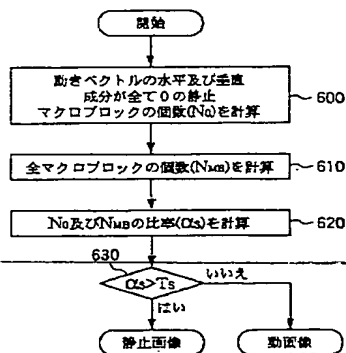 開始
動きベクトルの水平及び垂直
成分が全て0の静止
マクロブロックの個数(N0)を計算
600
全マクロブロックの個数(NMB)を計算
610
N0及びNMBの比率(αs)を計算
620
630
αs>Ts
いいえ
はい
静止画像
動画像